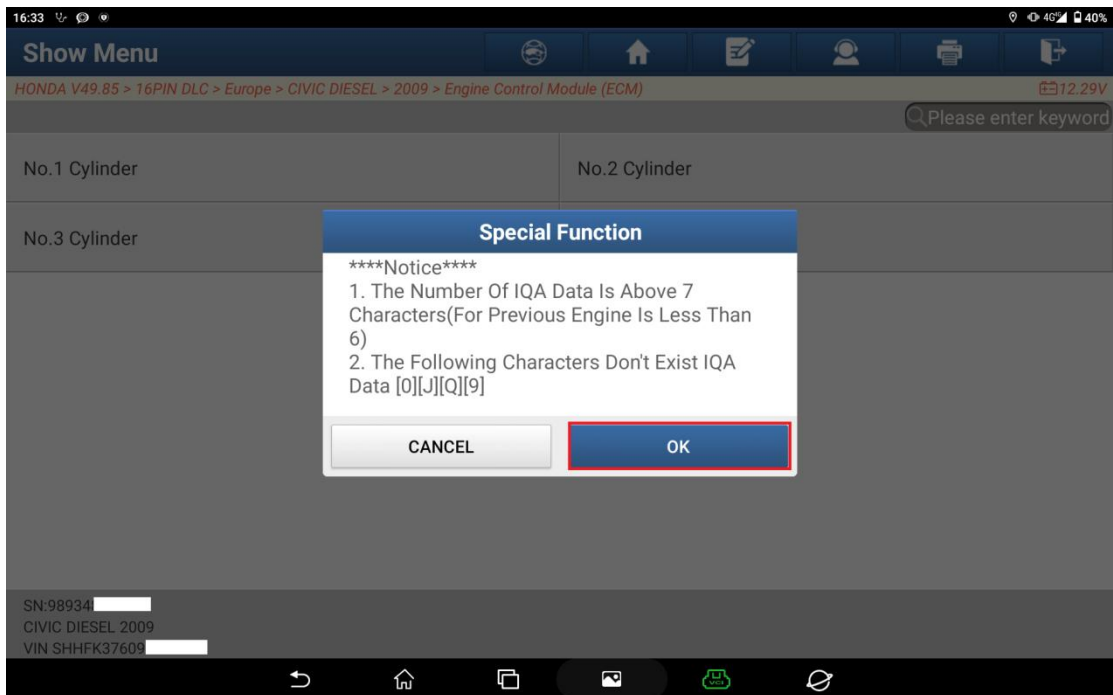 16:33 4G 40%
Show Menu
HONDA V49.85 > 16PIN DLC > Europe > CIVIC DIESEL > 2009 > Engine Control Module (ECM) 12.29V
Please enter keyword
No.1 Cylinder No.2 Cylinder
No.3 Cylinder
Special Function
****Notice****
1. The Number Of IQA Data Is Above 7
Characters(For Previous Engine Is Less Than
6)
2. The Following Characters Don't Exist IQA
Data [0][J][Q][9]
CANCEL OK
SN:98934
CIVIC DIESEL 2009
VIN SHHFK37609
VCI